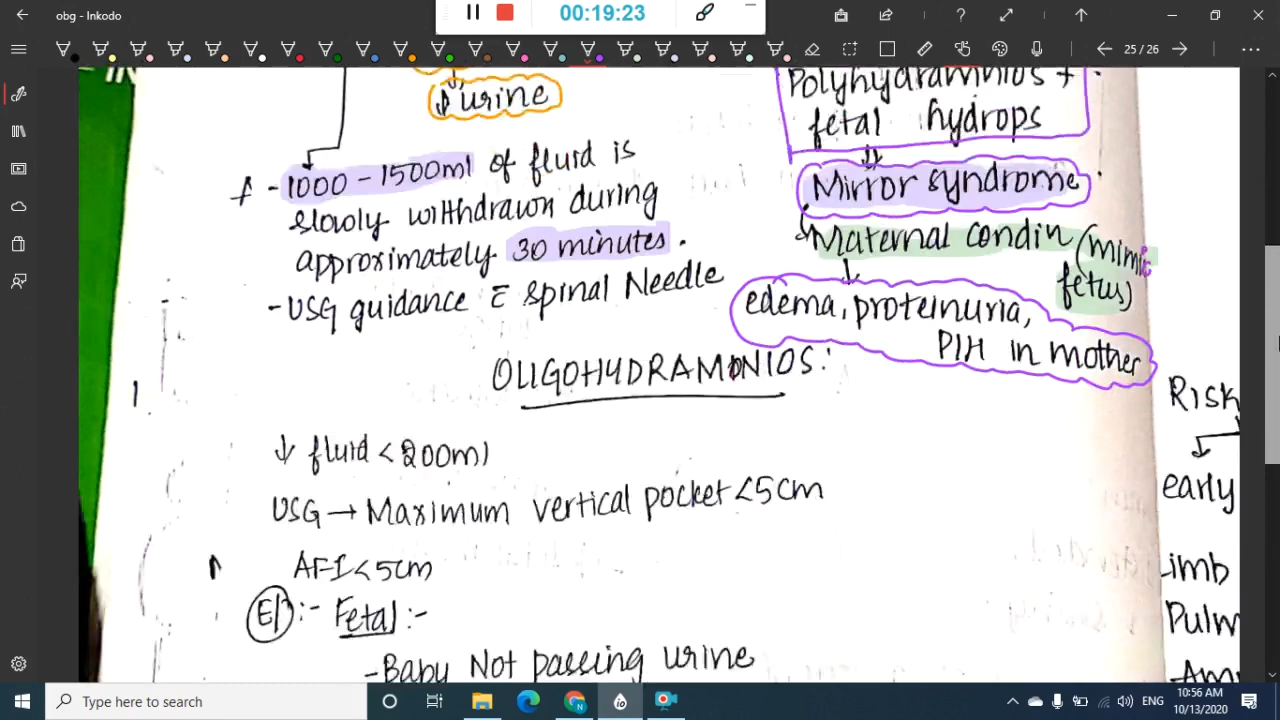 obg - Inkodo
00:19:23
25 / 26
↓ urine
- 1000 - 1500ml of fluid is
slowly withdrawn during
approximately 30 minutes.
- USG guidance c̄ spinal Needle
Polyhydramnios +
fetal hydrops
Mirror syndrome
Maternal condin (mimic
fetus)
edema, proteinuria,
PIH in mother
OLIGOHYDRAMNIOS:
↓ fluid < 200ml
USG → Maximum vertical pocket < 5cm
AFI < 5cm
:- Fetal :-
- Baby Not passing urine
Risk
early
Limb
Pulm
Am
Type here to search
ENG
10:56 AM
10/13/2020